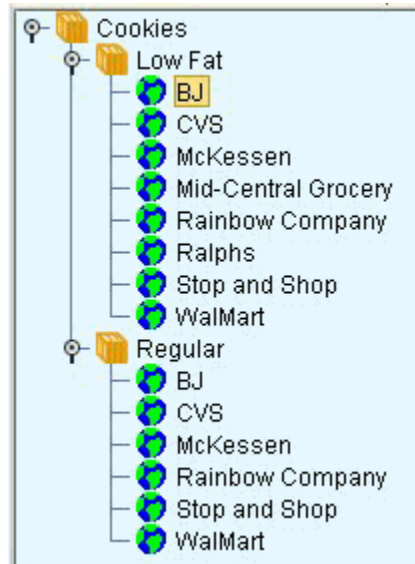 Cookies
Low Fat
BJ
CVS
McKessen
Mid-Central Grocery
Rainbow Company
Ralphs
Stop and Shop
WalMart
Regular
BJ
CVS
McKessen
Rainbow Company
Stop and Shop
WalMart